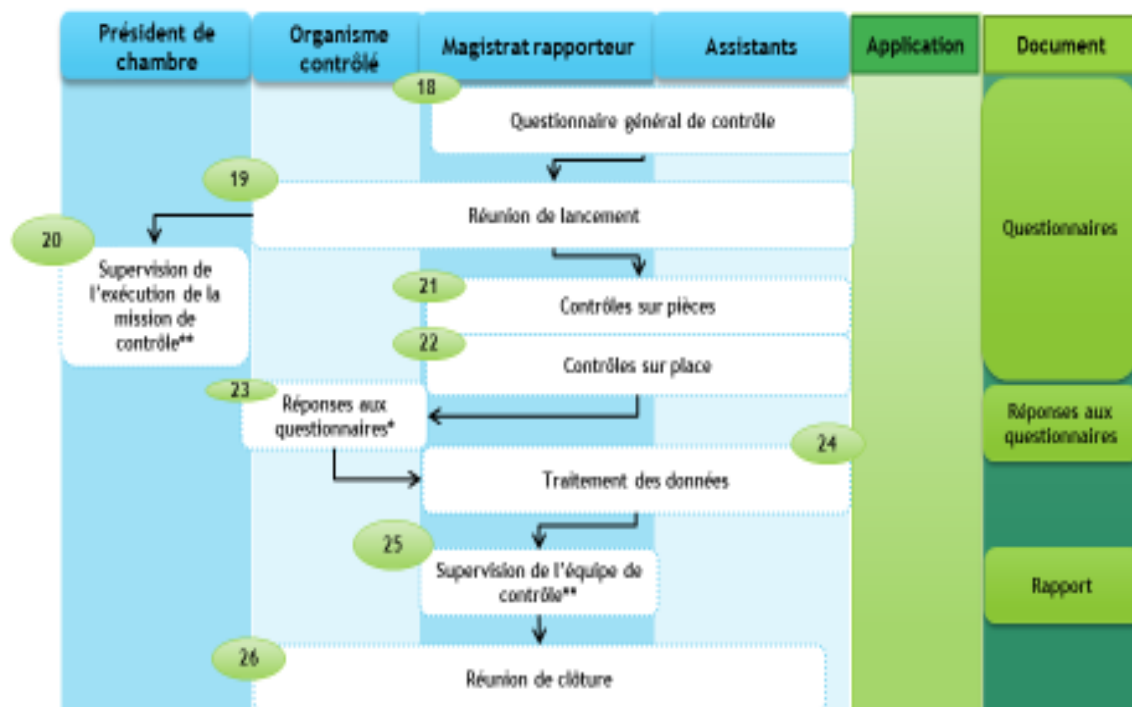 Président de
chambre
Organisme
contrôlé
Magistrat rapporteur
Assistants
Application
Document
18
Questionnaire général de contrôle
19
Réunion de lancement
20
Supervision de
l'exécution de la
mission de
contrôle**
21
Contrôles sur pièces
22
Contrôles sur place
23
Réponses aux
questionnaires*
24
Traitement des données
25
Supervision de l'équipe de
contrôle**
26
Réunion de clôture
Questionnaires
Réponses aux
questionnaires
Rapport